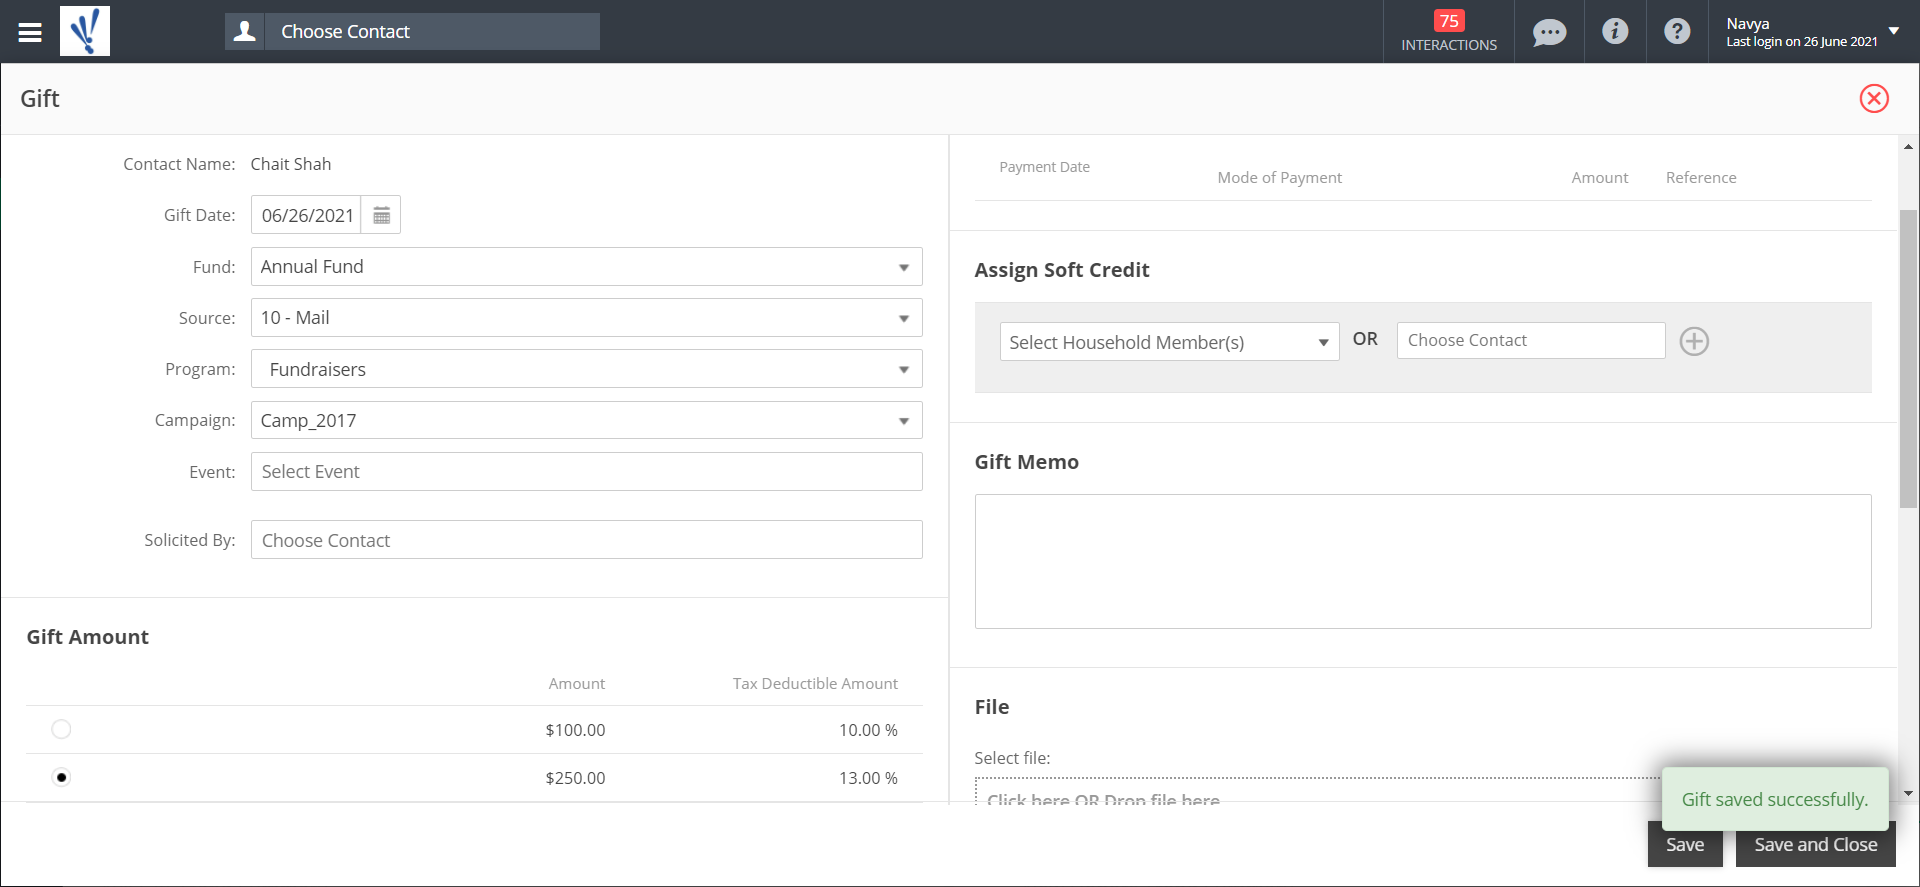 Choose Contact
75
INTERACTIONS
Navya
Last login on 26 June 2021
Gift
Contact Name: Chait Shah
Gift Date: 06/26/2021
Fund: Annual Fund
Source: 10 - Mail
Program: Fundraisers
Campaign: Camp_2017
Event: Select Event
Solicited By: Choose Contact
Gift Amount
Amount Tax Deductible Amount
$100.00 10.00 %
$250.00 13.00 %
Payment Date Mode of Payment Amount Reference
Assign Soft Credit
Select Household Member(s) OR Choose Contact
Gift Memo
File
Select file:
Click here OR Drop file here
Gift saved successfully.
Save Save and Close